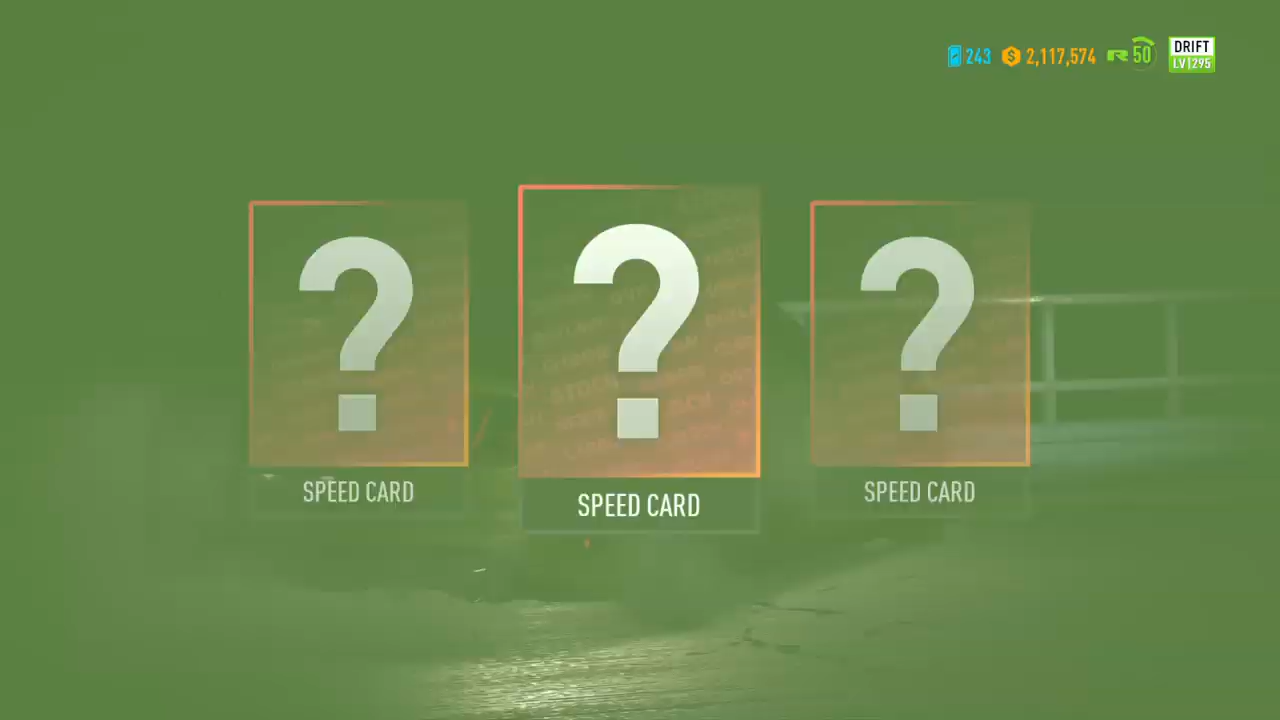 243 2,117,574 R 50 DRIFT
LV|295
? ? ?
SPEED CARD SPEED CARD SPEED CARD